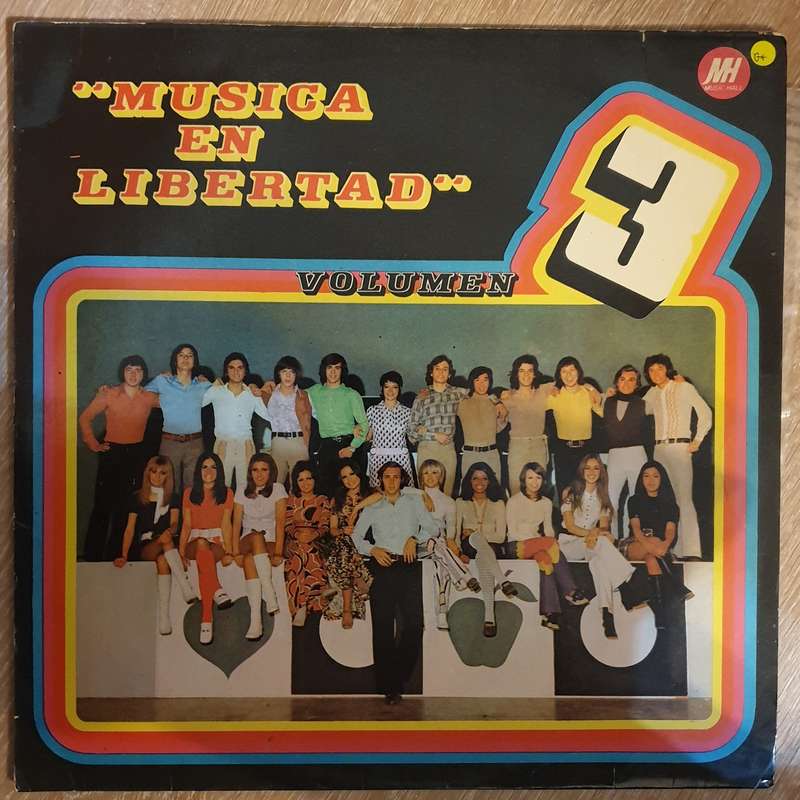 "MUSICA
EN
LIBERTAD"
VOLUMEN
3
MH
MUSIC HALL
G+